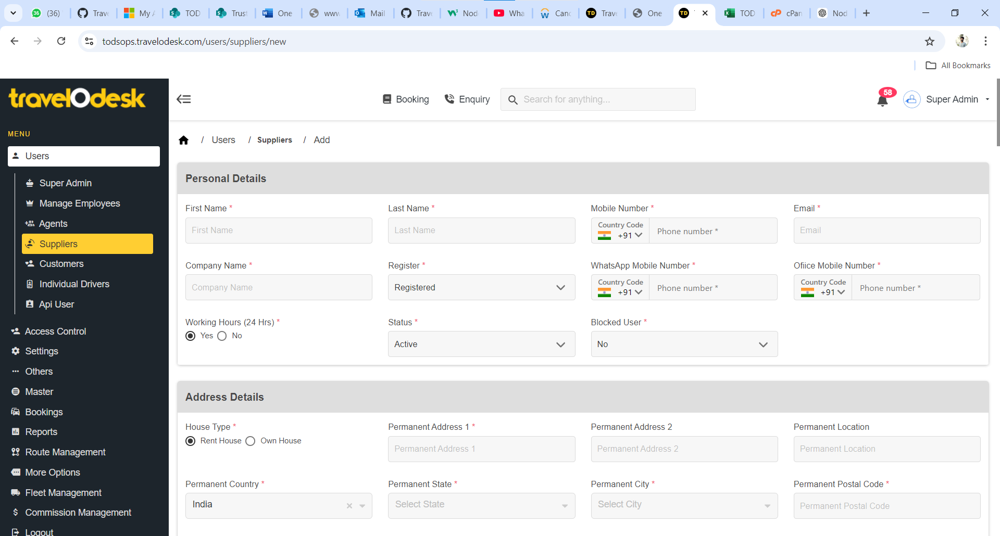 (36)
Trave
My A
TOD
Trust
One
www
Mail
Trave
Nod
Wha
Canc
Trave
One
TOD
cPan
Nod
todsops.travelodesk.com/users/suppliers/new
All Bookmarks
travelOdesk
Booking
Enquiry
Search for anything...
58
Super Admin
MENU
Users
Super Admin
Manage Employees
Agents
Suppliers
Customers
Individual Drivers
Api User
Access Control
Settings
Others
Master
Bookings
Reports
Route Management
More Options
Fleet Management
Commission Management
Logout
/ Users / Suppliers / Add
Personal Details
First Name * Last Name * Mobile Number * Email *
First Name
Last Name
Country Code
+91
Phone number *
Email
Company Name * Register * WhatsApp Mobile Number * Ofiice Mobile Number *
Company Name
Registered
Country Code
+91
Phone number *
Country Code
+91
Phone number *
Working Hours (24 Hrs) * Status * Blocked User *
Yes No
Active
No
Address Details
House Type * Permanent Address 1 * Permanent Address 2 Permanent Location
Rent House Own House
Permanent Address 1
Permanent Address 2
Permanent Location
Permanent Country * Permanent State * Permanent City * Permanent Postal Code *
India
Select State
Select City
Permanent Postal Code